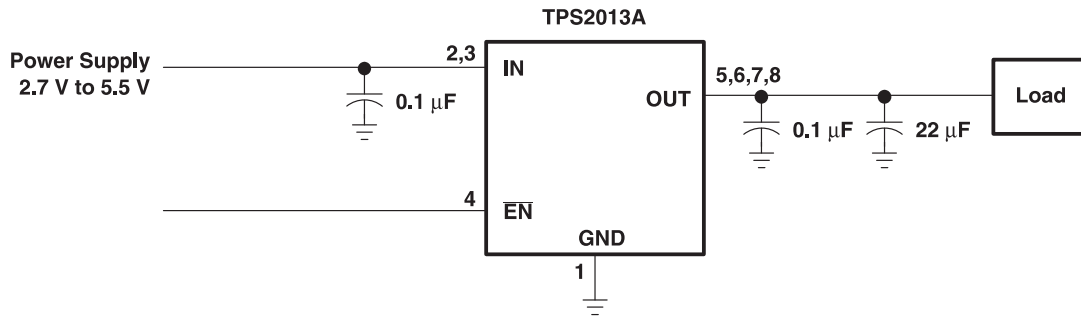 TPS2013A
Power Supply
2.7 V to 5.5 V
2,3
IN
0.1 μF
5,6,7,8
OUT
Load
0.1 μF
22 μF
4
E̅N̅
GND
1